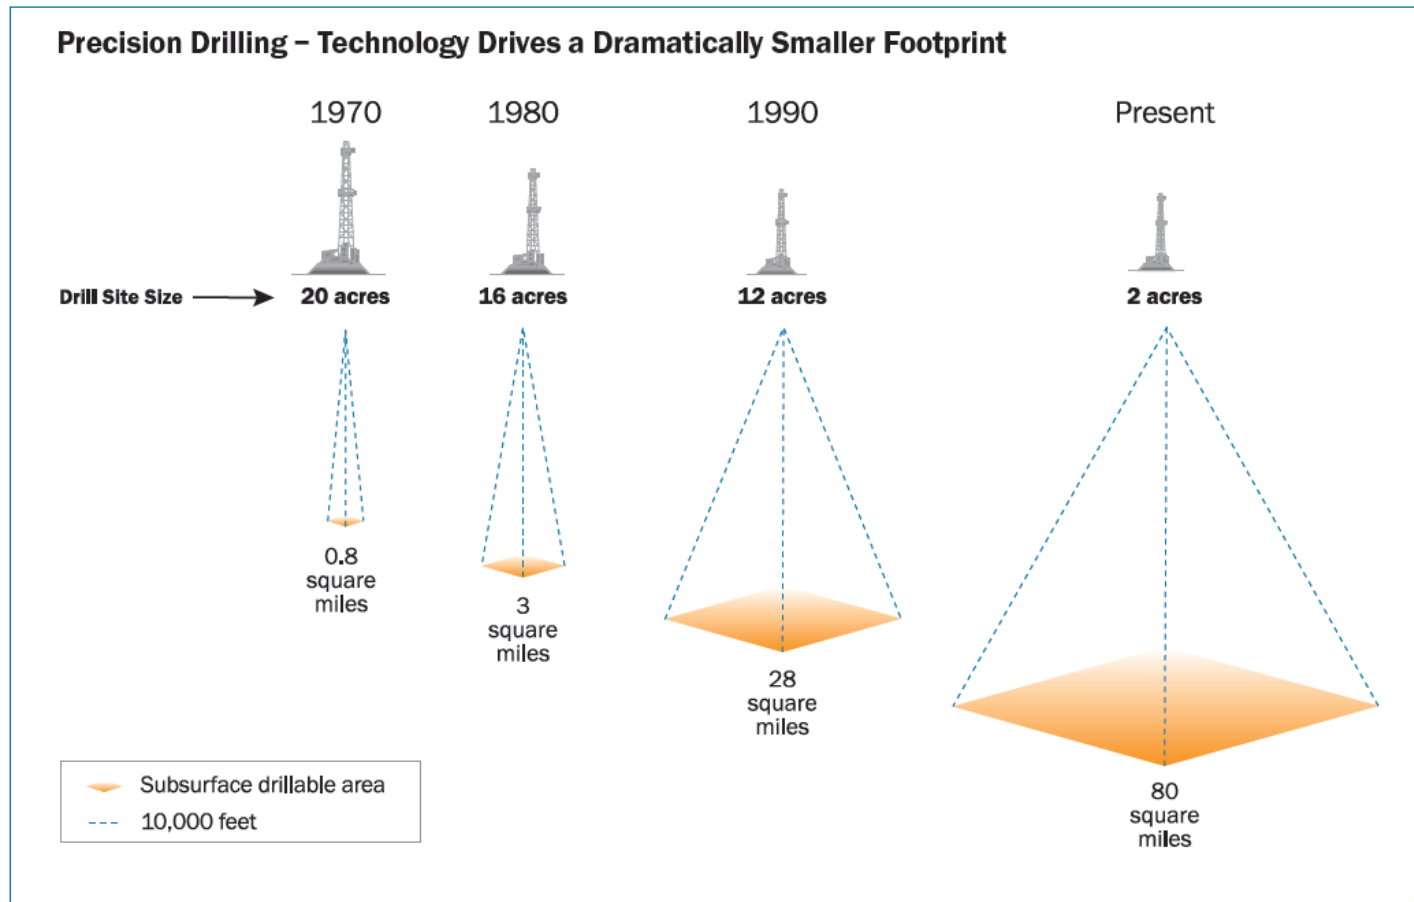 Precision Drilling – Technology Drives a Dramatically Smaller Footprint
1970
1980
1990
Present
Drill Site Size
20 acres
16 acres
12 acres
2 acres
0.8
square
miles
3
square
miles
28
square
miles
80
square
miles
Subsurface drillable area
10,000 feet